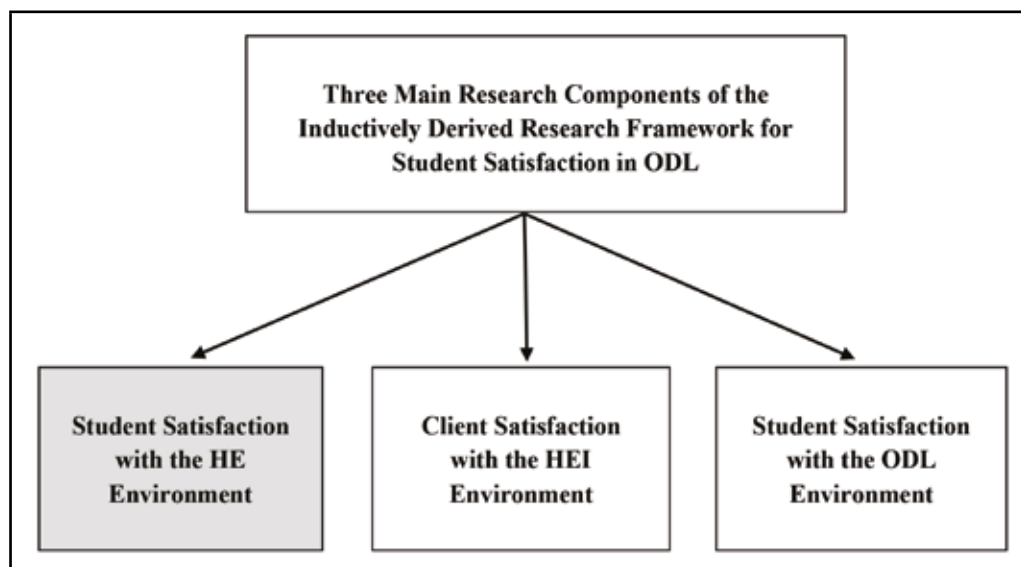 Three Main Research Components of the
Inductively Derived Research Framework for
Student Satisfaction in ODL
Student Satisfaction
with the HE
Environment
Client Satisfaction
with the HEI
Environment
Student Satisfaction
with the ODL
Environment